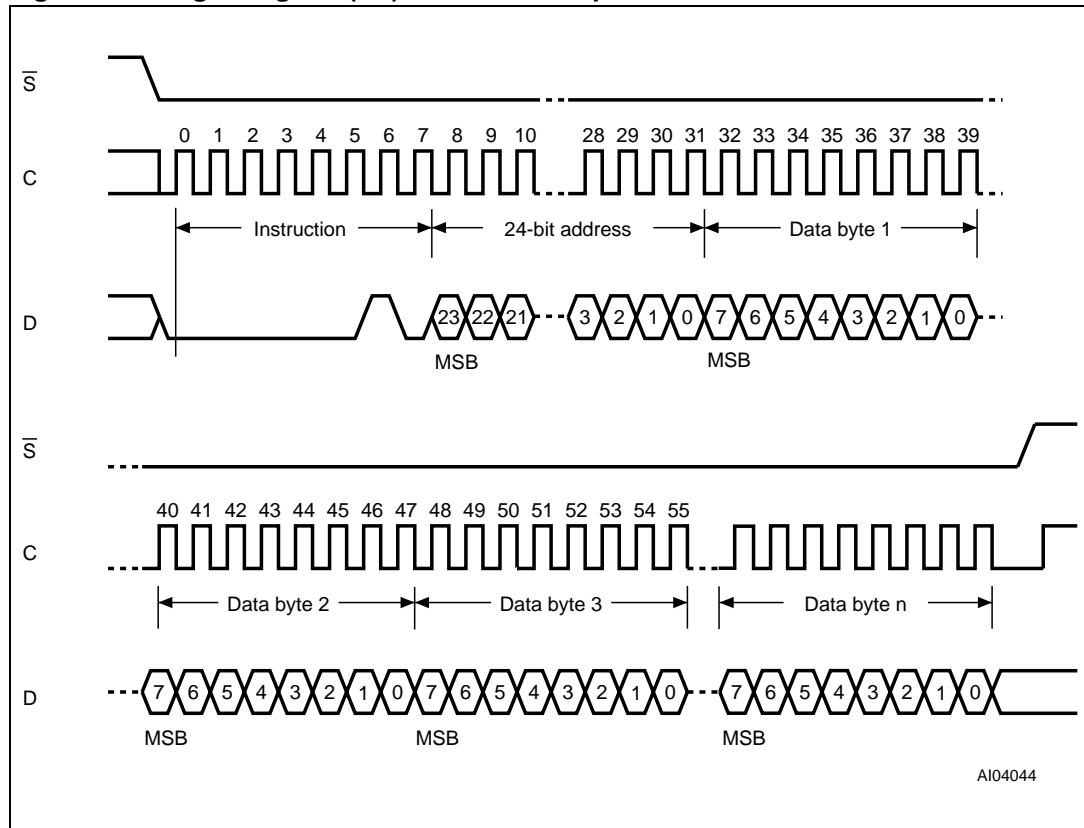 S
0 1 2 3 4 5 6 7 8 9 10 28 29 30 31 32 33 34 35 36 37 38 39
C
Instruction 24-bit address Data byte 1
D 23 22 21 3 2 1 0 7 6 5 4 3 2 1 0
MSB MSB
S
40 41 42 43 44 45 46 47 48 49 50 51 52 53 54 55
C
Data byte 2 Data byte 3 Data byte n
D 7 6 5 4 3 2 1 0 7 6 5 4 3 2 1 0 7 6 5 4 3 2 1 0
MSB MSB MSB
AI04044